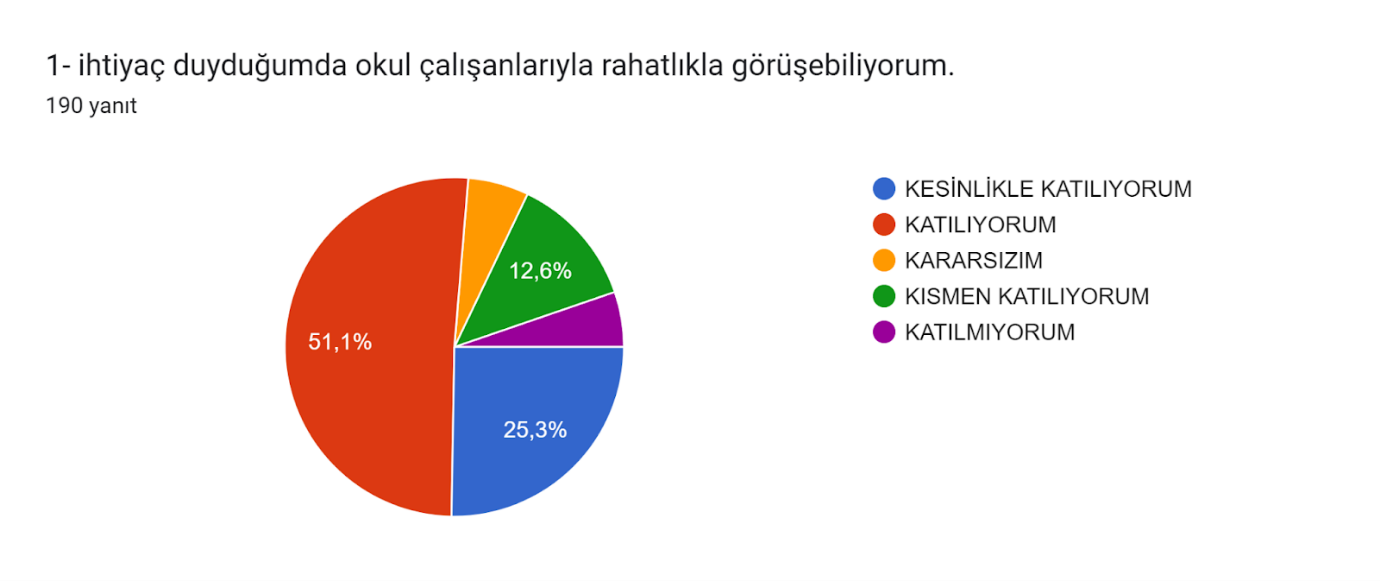 1- ihtiyaç duyduğumda okul çalışanlarıyla rahatlıkla görüşebiliyorum.
190 yanıt
12,6%
51,1%
25,3%
KESİNLİKLE KATILIYORUM
KATILIYORUM
KARARSIZIM
KISMEN KATILIYORUM
KATILMIYORUM